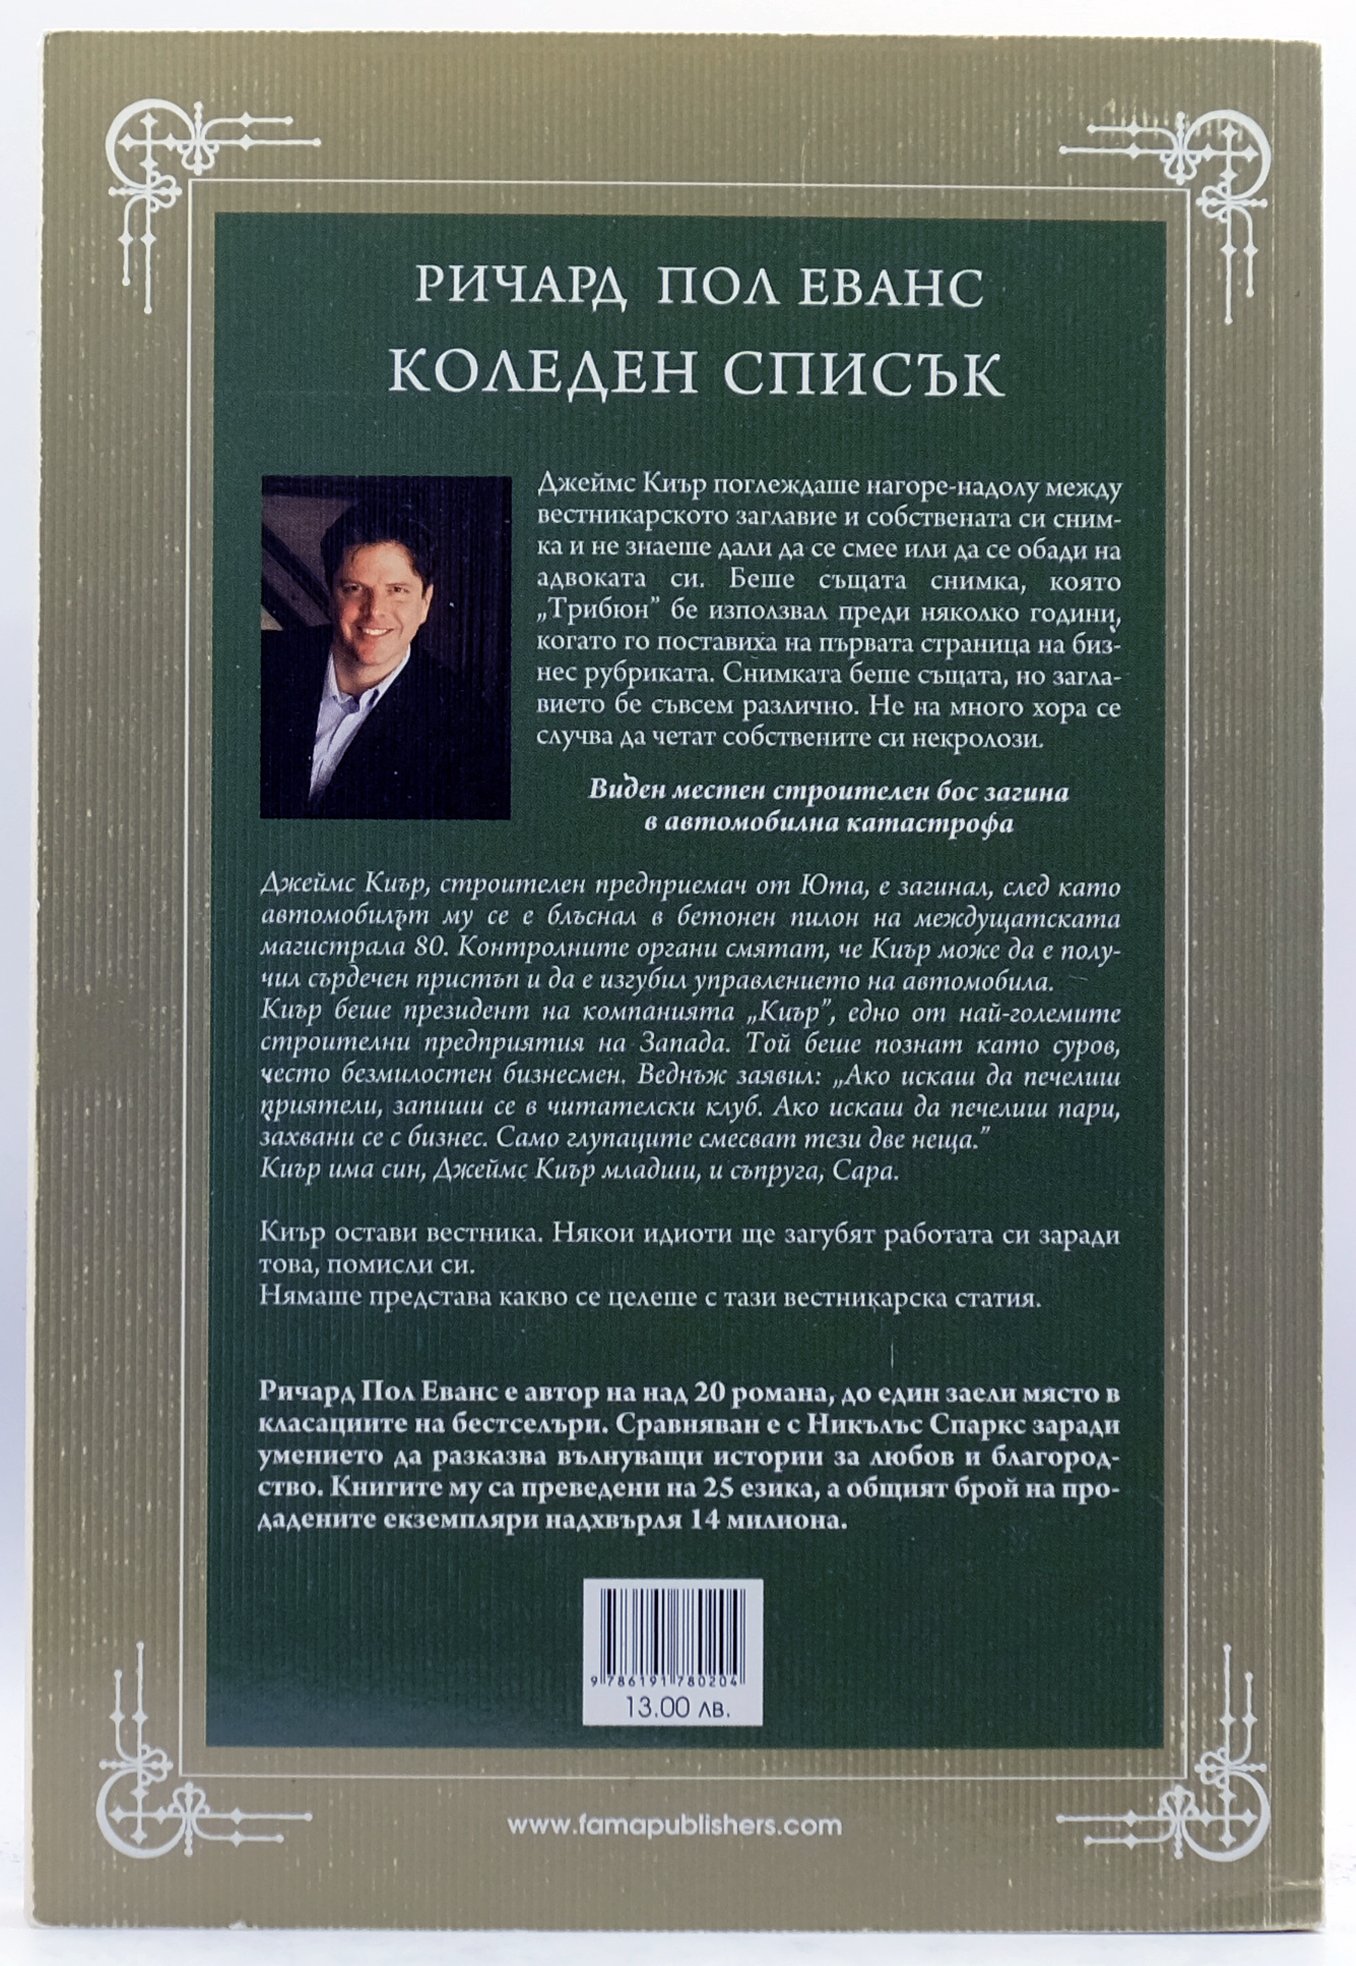 РИЧАРД ПОЛ ЕВАНС
КОЛЕДЕН СПИСЪК
Джеймс Киър поглеждаше нагоре-надолу между
вестникарското заглавие и собствената си сним-
ка и не знаеше дали да се смее или да се обади на
адвоката си. Беше същата снимка, която
„Трибюн” бе използвал преди няколко години,
когато го поставиха на първата страница на биз-
нес рубриката. Снимката беше същата, но загла-
вието бе съвсем различно. Не на много хора се
случва да четат собствените си некролози.
Виден местен строителен бос загина
в автомобилна катастрофа
Джеймс Киър, строителен предприемач от Юта, е загинал, след като
автомобилът му се е блъснал в бетонен пилон на междущатската
магистрала 80. Контролните органи смятат, че Киър може да е полу-
чил сърдечен пристъп и да е изгубил управлението на автомобила.
Киър беше президент на компанията „Киър”, едно от най-големите
строителни предприятия на Запада. Той беше познат като суров,
често безмилостен бизнесмен. Веднъж заявил: „Ако искаш да печелиш
приятели, запиши се в читателски клуб. Ако искаш да печелиш пари,
захвани се с бизнес. Само глупаците смесват тези две неща.”
Киър има син, Джеймс Киър младши, и съпруга, Сара.
Киър остави вестника. Някои идиоти ще загубят работата си заради
това, помисли си.
Нямаше представа какво се целеше с тази вестникарска статия.
Ричард Пол Еванс е автор на над 20 романа, до един заели място в
класациите на бестселъри. Сравняван е с Никълъс Спаркс заради
умението да разказва вълнуващи истории за любов и благород-
ство. Книгите му са преведени на 25 езика, а общият брой на про-
дадените екземпляри надхвърля 14 милиона.
9 786191 780204
13.00 лв.
www.famapublishers.com